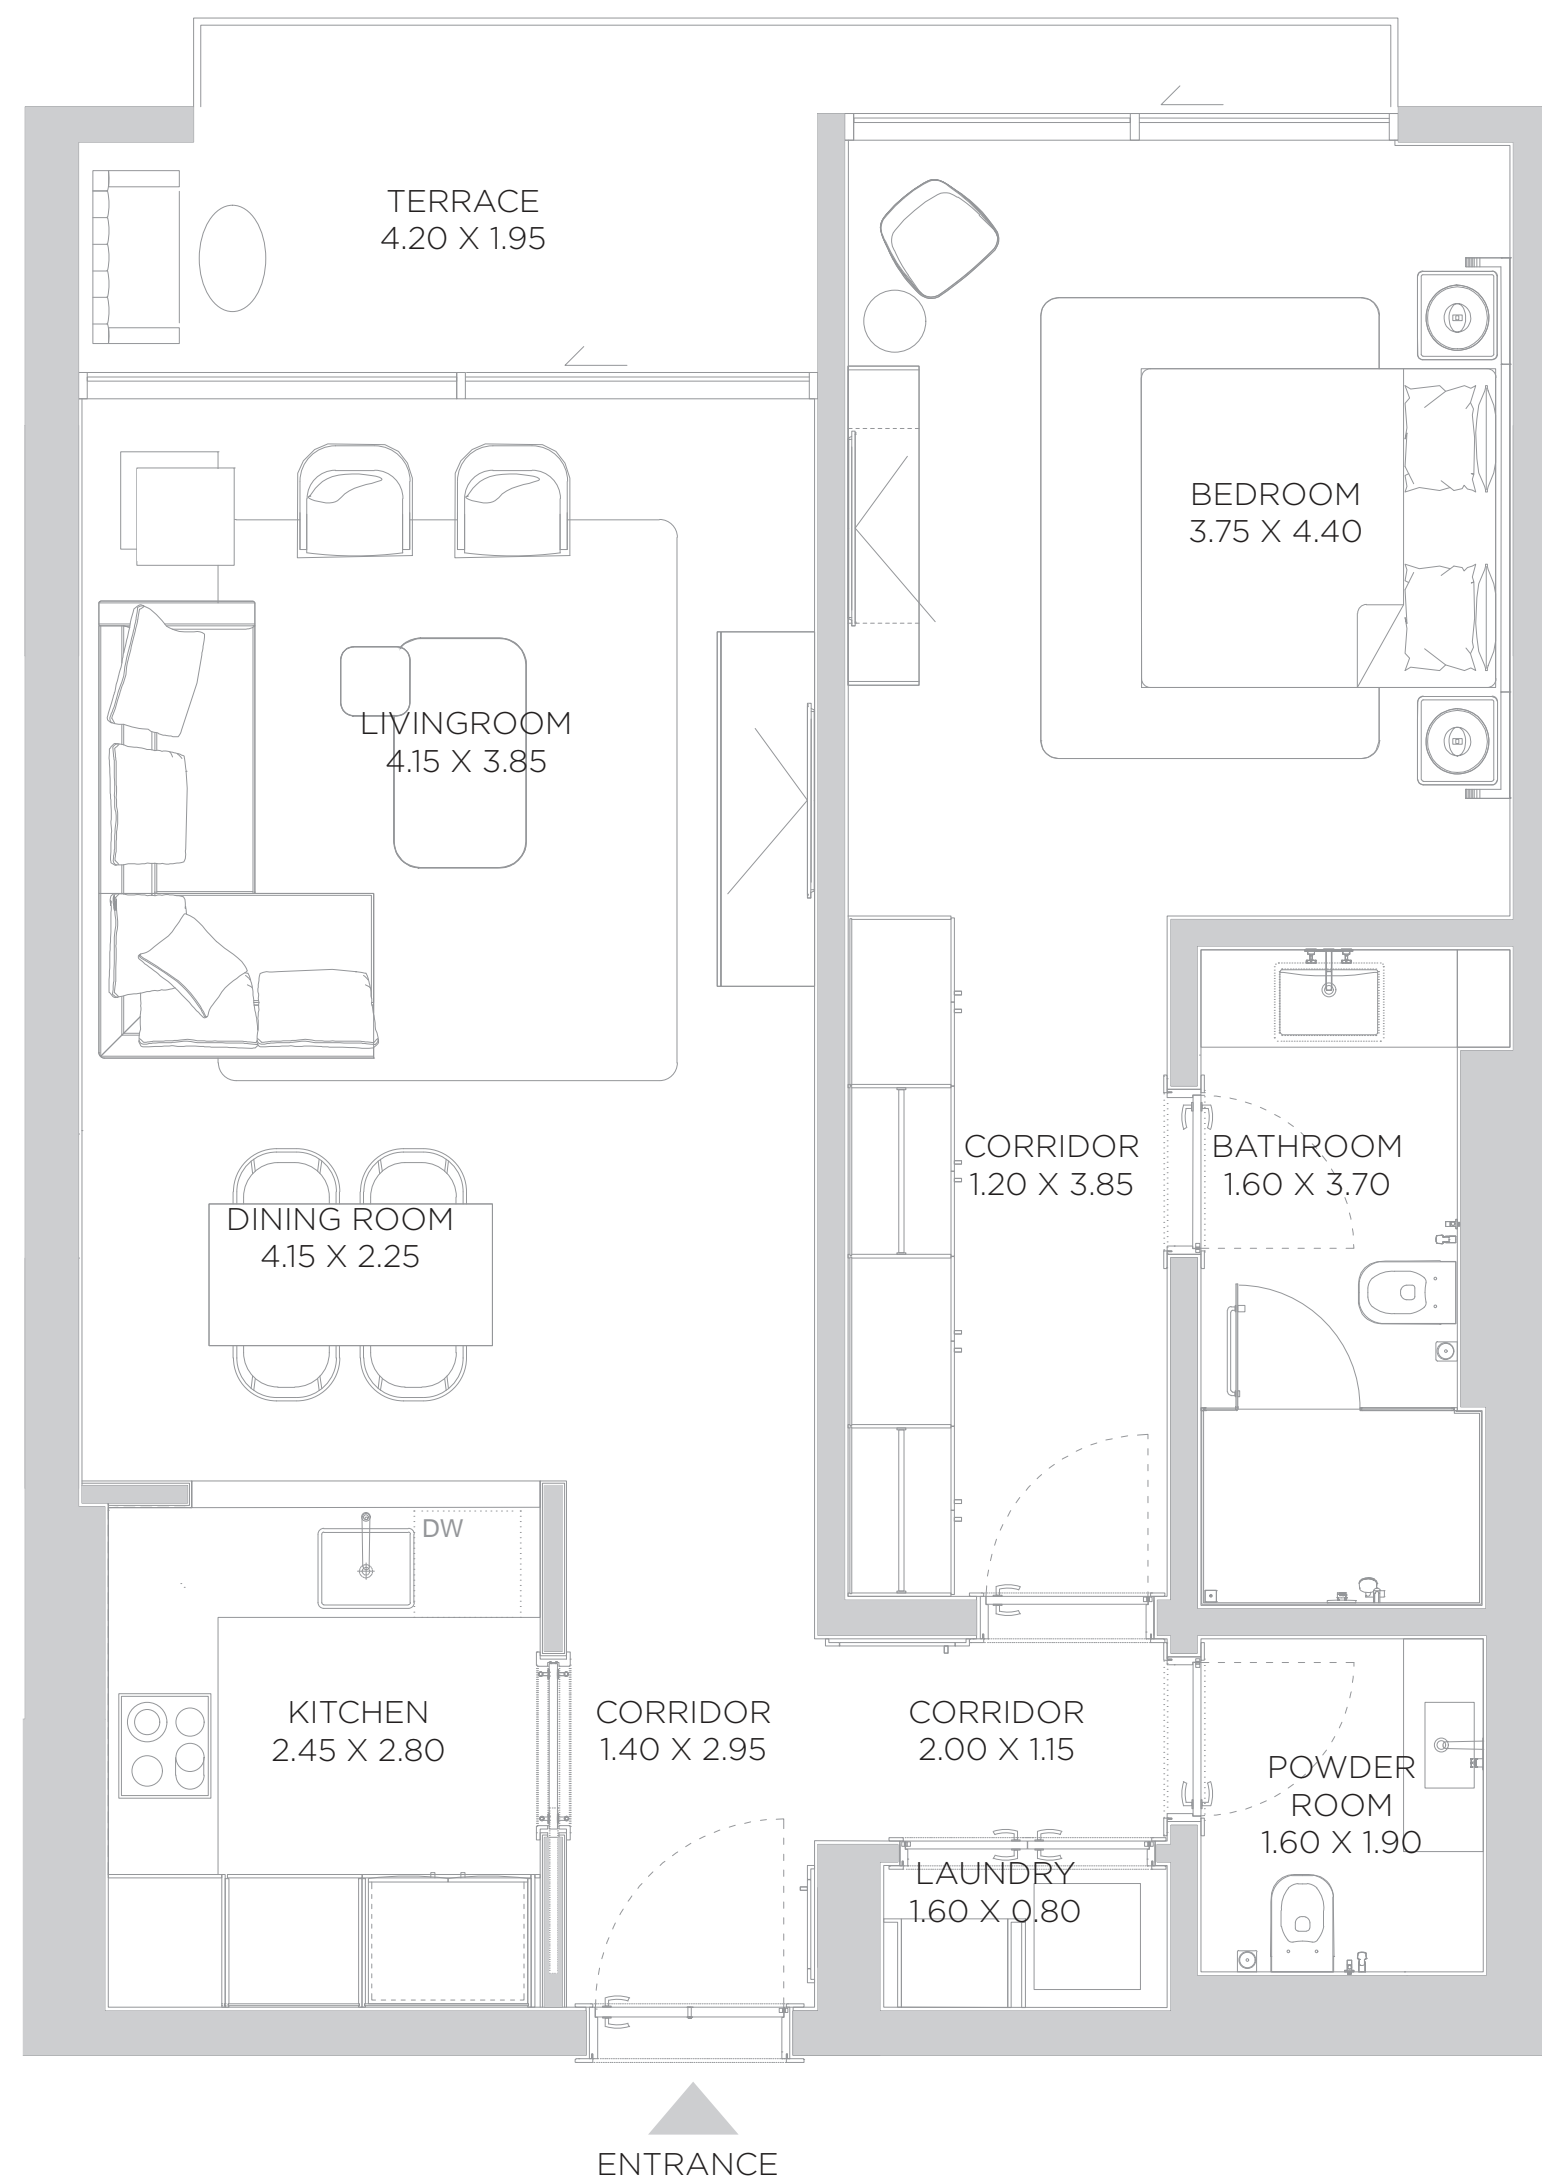 TERRACE
4.20 X 1.95
BEDROOM
3.75 X 4.40
LIVINGROOM
4.15 X 3.85
CORRIDOR
1.20 X 3.85
BATHROOM
1.60 X 3.70
DINING ROOM
4.15 X 2.25
DW
KITCHEN
2.45 X 2.80
CORRIDOR
1.40 X 2.95
CORRIDOR
2.00 X 1.15
POWDER
ROOM
1.60 X 1.90
LAUNDRY
1.60 X 0.80
ENTRANCE